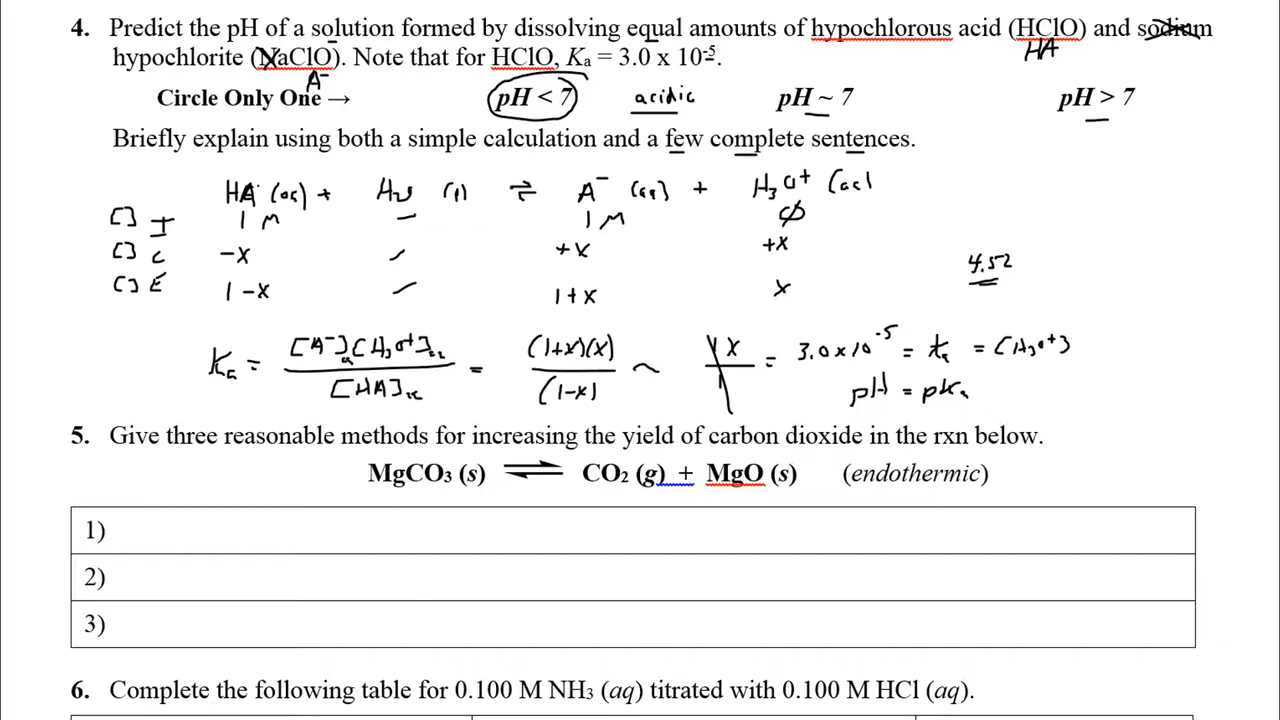 4. Predict the pH of a solution formed by dissolving equal amounts of hypochlorous acid (HClO) and sodium
HA
hypochlorite (NaClO). Note that for HClO, Ka = 3.0 x 10-5.
A-
Circle Only One → pH < 7 acidic pH ~ 7 pH > 7
Briefly explain using both a simple calculation and a few complete sentences.
HA (aq) + H2O (l) ⇌ A- (aq) + H3O+ (aq)
[] I 1 M – 1 M ϕ
[] C -x – +x +x
[] E 1-x – 1+x x
4.52
Ka = [A-]eq[H3O+]eq / [HA]eq = (1+x)(x) / (1-x) ~ 1x / 1 = 3.0 x 10-5 = Ka = [H3O+]
pH = pKa
5. Give three reasonable methods for increasing the yield of carbon dioxide in the rxn below.
MgCO3 (s) ⇌ CO2 (g) + MgO (s) (endothermic)
1)
2)
3)
6. Complete the following table for 0.100 M NH3 (aq) titrated with 0.100 M HCl (aq).